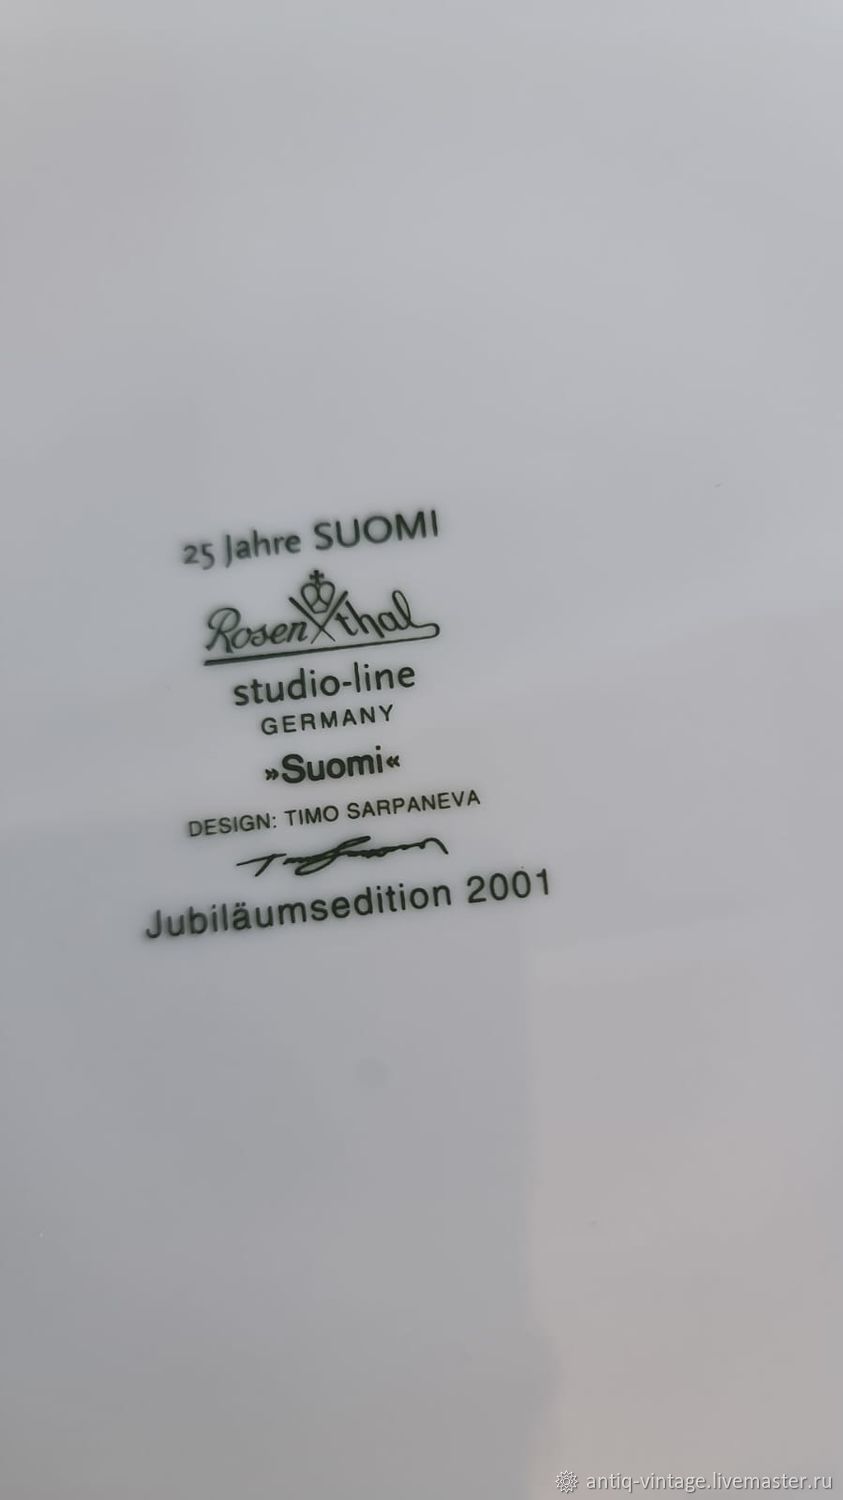 25 Jahre SUOMI
Rosenthal
studio-line
GERMANY
»Suomi«
DESIGN: TIMO SARPANEVA
Jubiläumsedition 2001
antiq-vintage.livemaster.ru